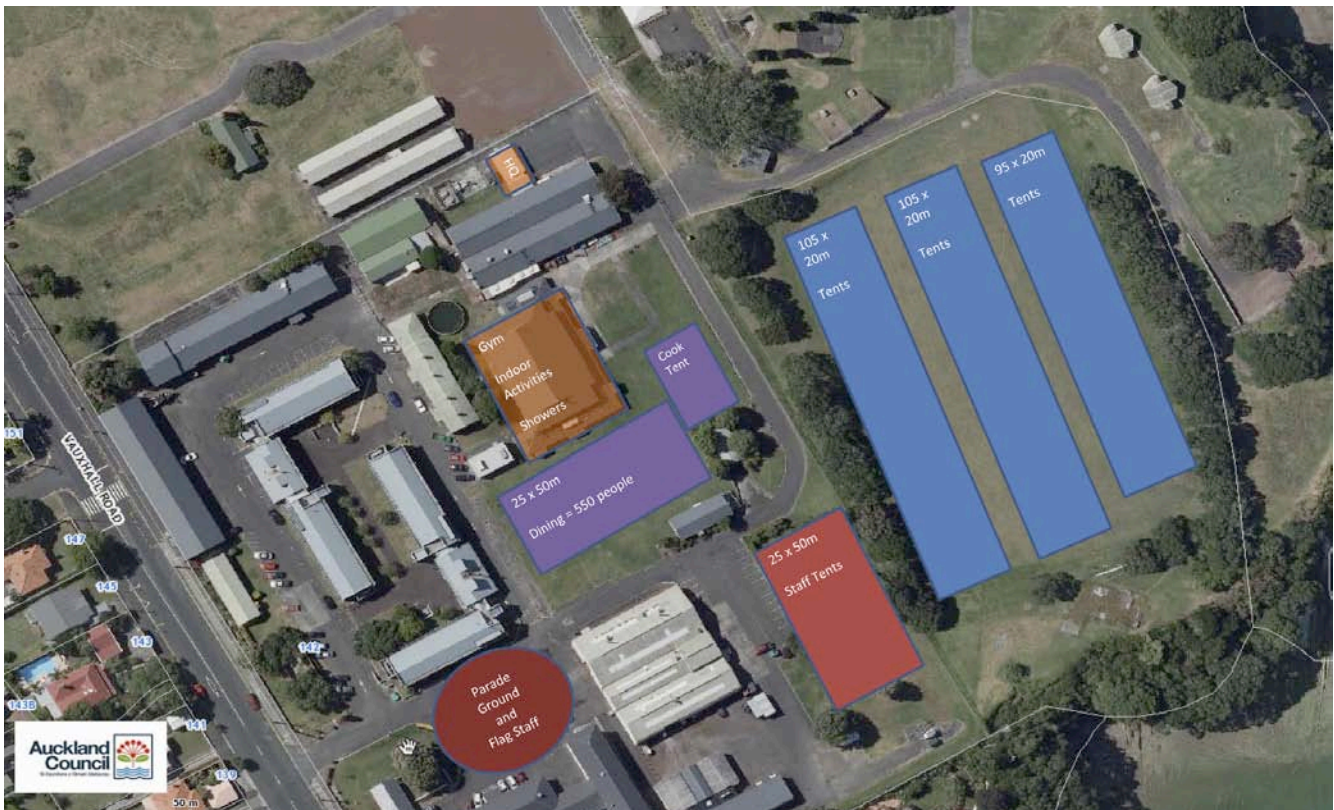 HQ
95 x 20m
Tents
105 x
20m
Tents
105 x
20m
Tents
Gym
Indoor
Activities
Showers
Cook
Tent
25 x 50m
Dining = 550 people
25 x 50m
Staff Tents
Parade
Ground
and
Flag Staff
VAUXHALL ROAD
151
147
145
143
142
143B
141
139
Auckland
Council
50 m